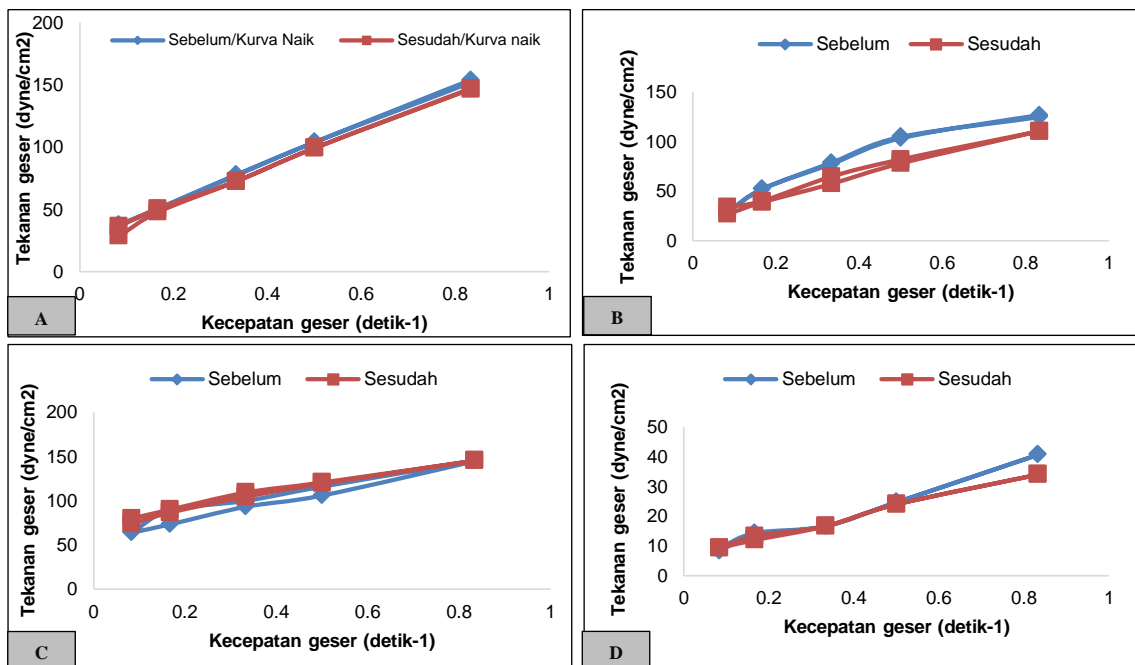 Sebelum/Kurva Naik
Sesudah/Kurva naik
Tekanan geser (dyne/cm2)
200
150
100
50
0
0
0.2
0.4
0.6
0.8
1
Kecepatan geser (detik-1)
A
Sebelum
Sesudah
Tekanan geser (dyne/cm2)
150
100
50
0
0
0.2
0.4
0.6
0.8
1
Kecepatan geser (detik-1)
B
Sebelum
Sesudah
Tekanan geser (dyne/cm2)
200
150
100
50
0
0
0.2
0.4
0.6
0.8
1
Kecepatan geser (detik-1)
C
Sebelum
Sesudah
Tekanan geser (dyne/cm2)
50
40
30
20
10
0
0
0.2
0.4
0.6
0.8
1
Kecepatan geser (detik-1)
D